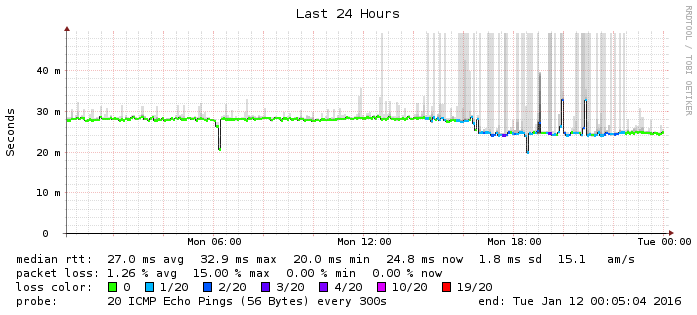 Last 24 Hours
RRDTOOL / TOBI OETIKER
Seconds
40 m
30 m
20 m
10 m
0
Mon 06:00 Mon 12:00 Mon 18:00 Tue 00:00
median rtt: 27.0 ms avg 32.9 ms max 20.0 ms min 24.8 ms now 1.8 ms sd 15.1 am/s
packet loss: 1.26 % avg 15.00 % max 0.00 % min 0.00 % now
loss color: 0 1/20 2/20 3/20 4/20 10/20 19/20
probe: 20 ICMP Echo Pings (56 Bytes) every 300s end: Tue Jan 12 00:05:04 2016